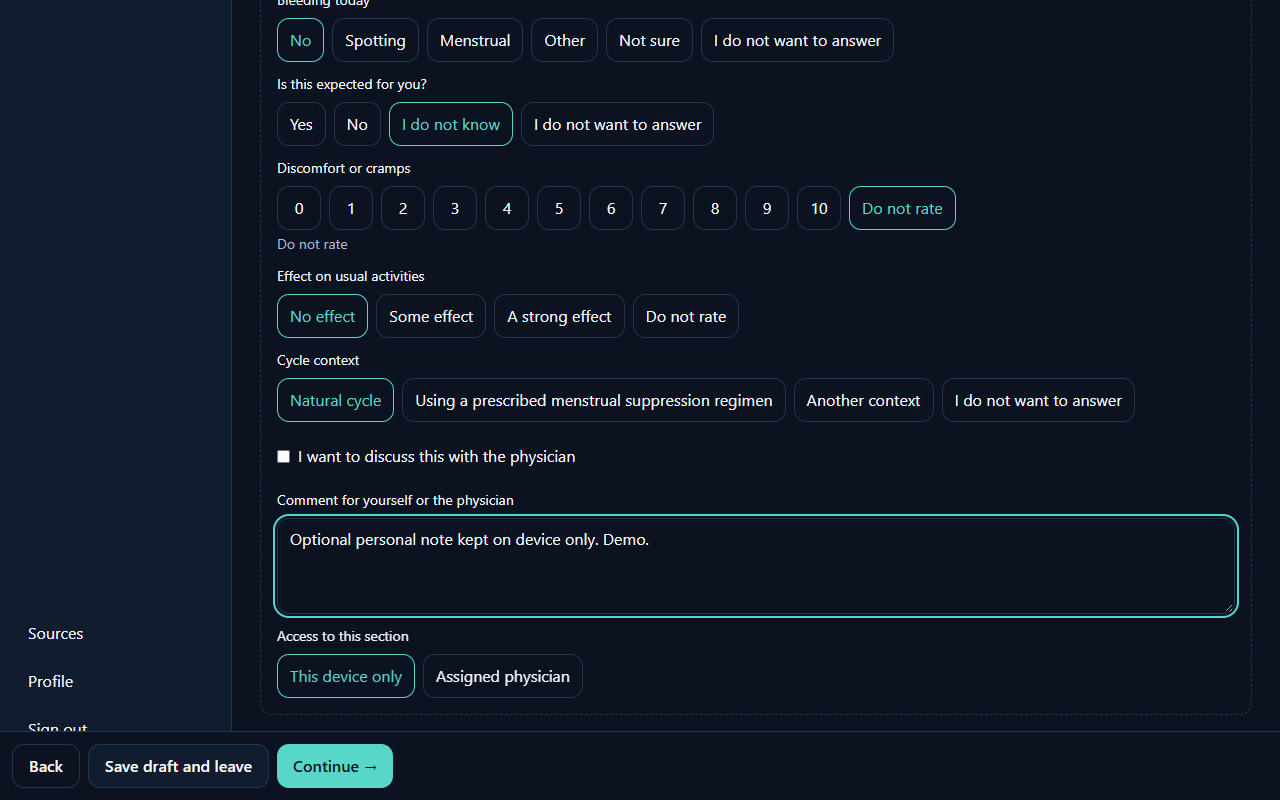 Bleeding today
No Spotting Menstrual Other Not sure I do not want to answer
Is this expected for you?
Yes No I do not know I do not want to answer
Discomfort or cramps
0 1 2 3 4 5 6 7 8 9 10 Do not rate
Do not rate
Effect on usual activities
No effect Some effect A strong effect Do not rate
Cycle context
Natural cycle Using a prescribed menstrual suppression regimen Another context I do not want to answer
I want to discuss this with the physician
Comment for yourself or the physician
Optional personal note kept on device only. Demo.
Access to this section
This device only Assigned physician
Sources
Profile
Sign out
Back Save draft and leave Continue →